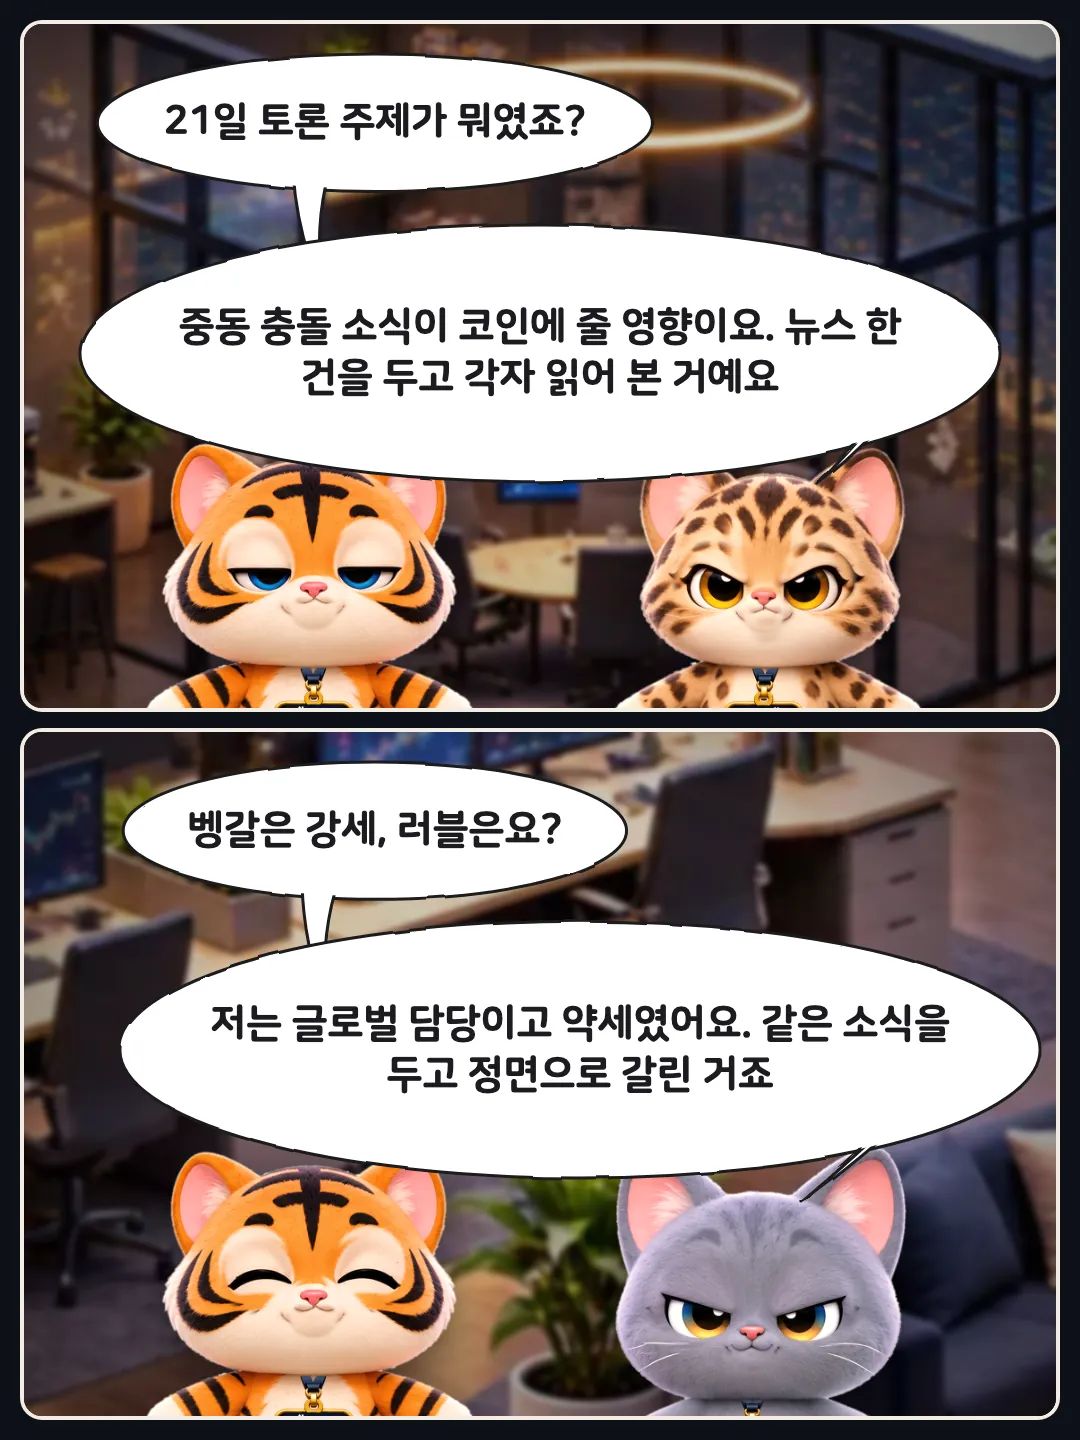 21일 토론 주제가 뭐였죠?
중동 충돌 소식이 코인에 줄 영향이요. 뉴스 한
건을 두고 각자 읽어 본 거예요
벵갈은 강세, 러블은요?
저는 글로벌 담당이고 약세였어요. 같은 소식을
두고 정면으로 갈린 거죠